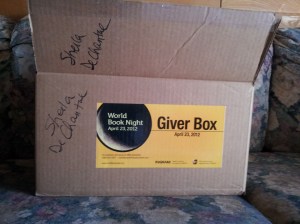 Sheila
DeChantal
Sheila
DeChantal
World
Book Night
April 23, 2012
Giver Box
April 23, 2012